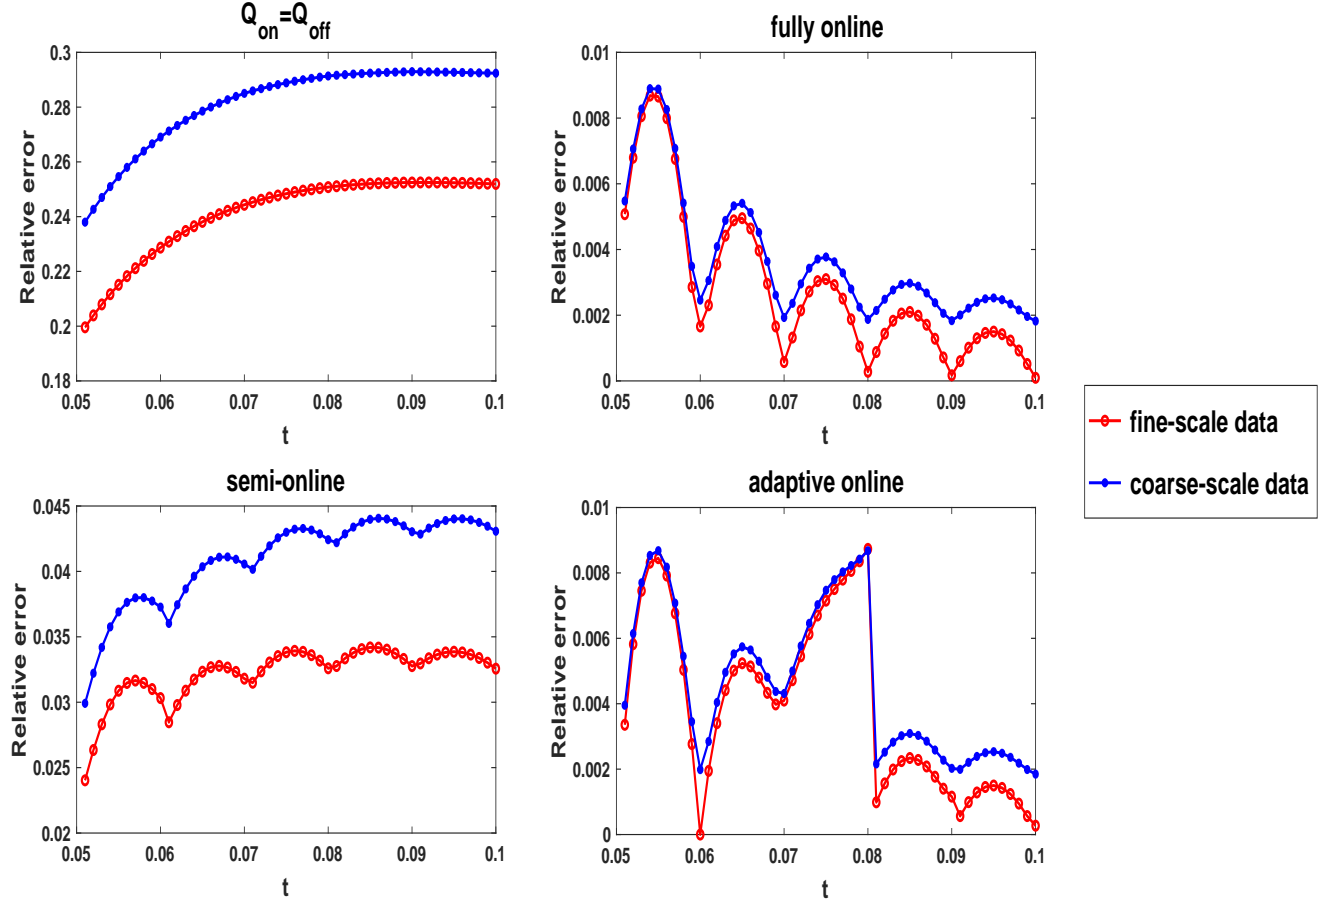 Q_on=Q_off
0.3
0.28
0.26
0.24
0.22
0.2
0.18
0.05 0.06 0.07 0.08 0.09 0.1
Relative error
t
fully online
0.01
0.008
0.006
0.004
0.002
0
0.05 0.06 0.07 0.08 0.09 0.1
Relative error
t
semi-online
0.045
0.04
0.035
0.03
0.025
0.02
0.05 0.06 0.07 0.08 0.09 0.1
Relative error
t
adaptive online
0.01
0.008
0.006
0.004
0.002
0
0.05 0.06 0.07 0.08 0.09 0.1
Relative error
t
fine-scale data
coarse-scale data